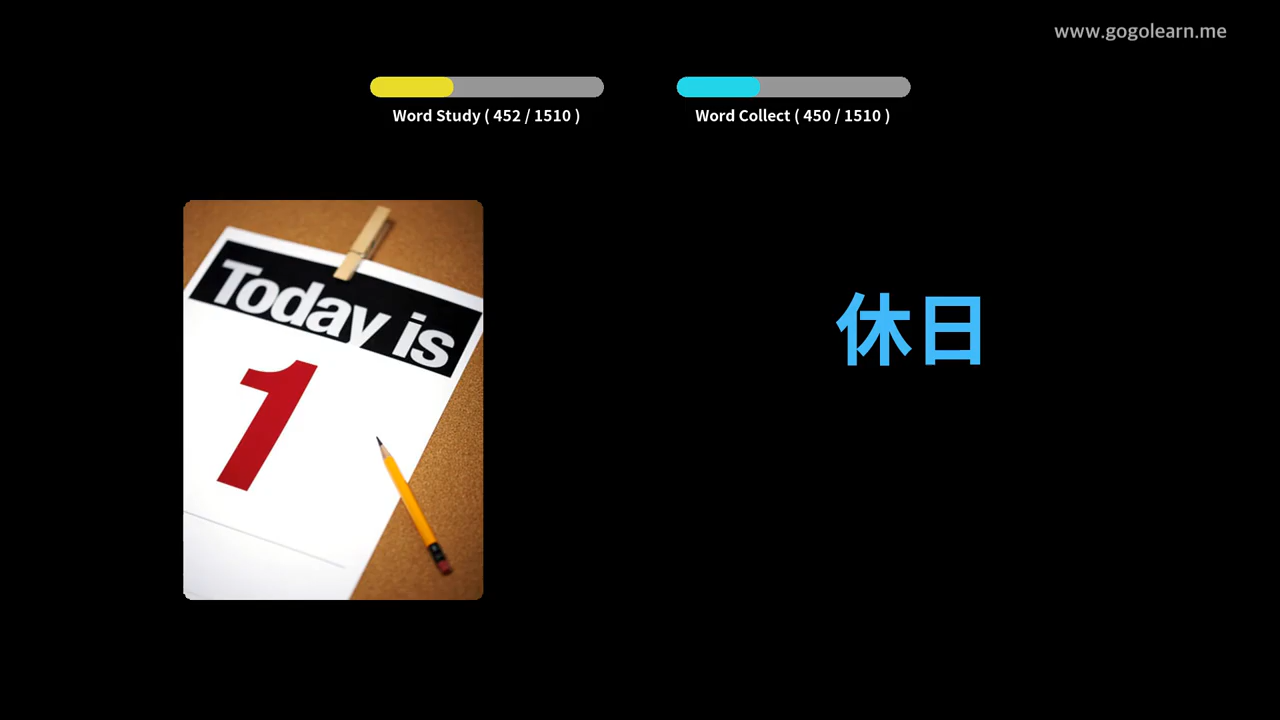 www.gogolearn.me
Word Study ( 452 / 1510 )
Word Collect ( 450 / 1510 )
Today is
1
休日